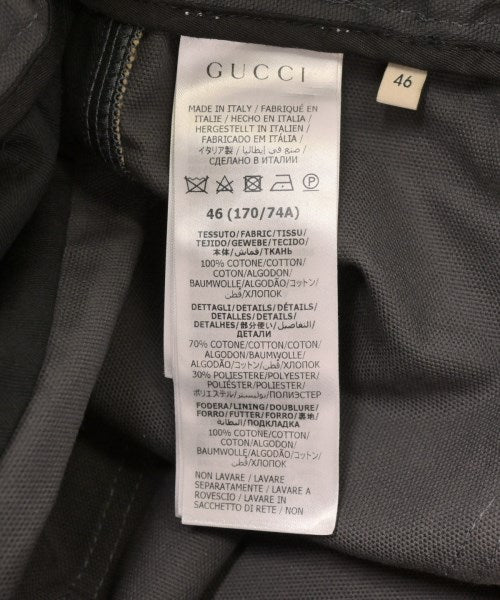 GUCCI
MADE IN ITALY / FABRIQUÉ EN
ITALIE / HECHO EN ITALIA /
HERGESTELLT IN ITALIEN /
FABRICADO EM ITÁLIA /
イタリア製 / صنع في إيطاليا /
СДЕЛАНО В ИТАЛИИ
46 (170/74A)
TESSUTO/FABRIC/TISSU/
TEJIDO/GEWEBE/TECIDO/
本体/قماش/ТКАНЬ
100% COTONE/COTTON/
COTON/ALGODON/
BAUMWOLLE/ALGODÃO/コットン/
قطن/ХЛОПОК
DETTAGLI/DETAILS/DÉTAILS/
DETALLES/DETAILS/
DETALHES/部分使い/التفاصيل/
ДЕТАЛИ
70% COTONE/COTTON/COTON/
ALGODON/BAUMWOLLE/
ALGODÃO/コットン/قطن/ХЛОПОК
30% POLIESTERE/POLYESTER/
POLIÉSTER/POLIESTER/
ポリエステル/بوليستير/ПОЛИЭСТЕР
FODERA/LINING/DOUBLURE/
FORRO/FUTTER/FORRO/裏地/
البطانة/ПОДКЛАДКА
100% COTONE/COTTON/
COTON/ALGODON/
BAUMWOLLE/ALGODÃO/コットン/
قطن/ХЛОПОК
NON LAVARE / LAVARE
SEPARATAMENTE / LAVARE A
ROVESCIO / LAVARE IN
SACCHETTO DI RETE / NON
46